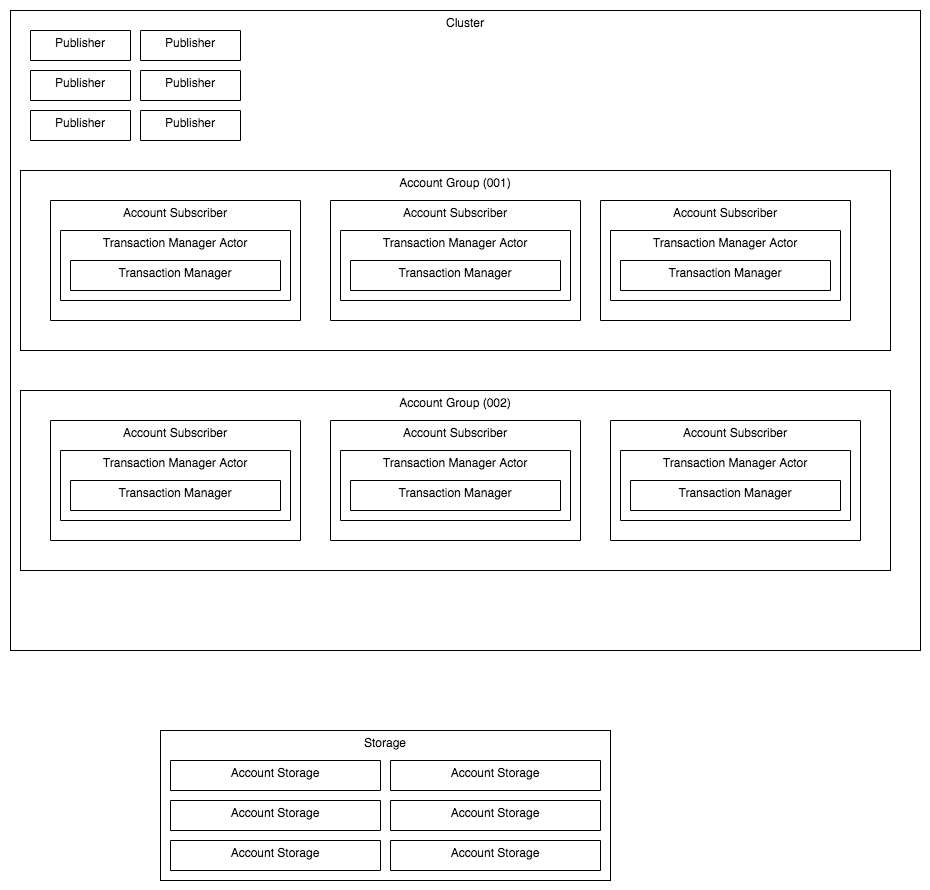 Cluster
Publisher Publisher
Publisher Publisher
Publisher Publisher
Account Group (001)
Account Subscriber Account Subscriber Account Subscriber
Transaction Manager Actor Transaction Manager Actor Transaction Manager Actor
Transaction Manager Transaction Manager Transaction Manager
Account Group (002)
Account Subscriber Account Subscriber Account Subscriber
Transaction Manager Actor Transaction Manager Actor Transaction Manager Actor
Transaction Manager Transaction Manager Transaction Manager
Storage
Account Storage Account Storage
Account Storage Account Storage
Account Storage Account Storage